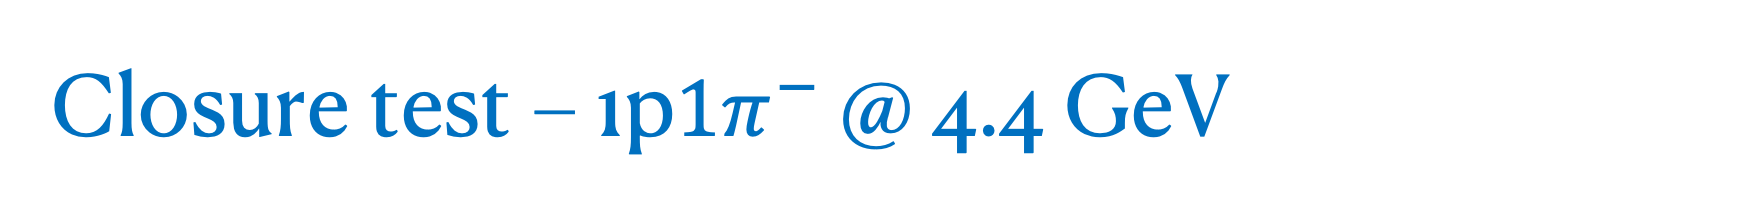 Closure test – 1p1π⁻ @ 4.4 GeV